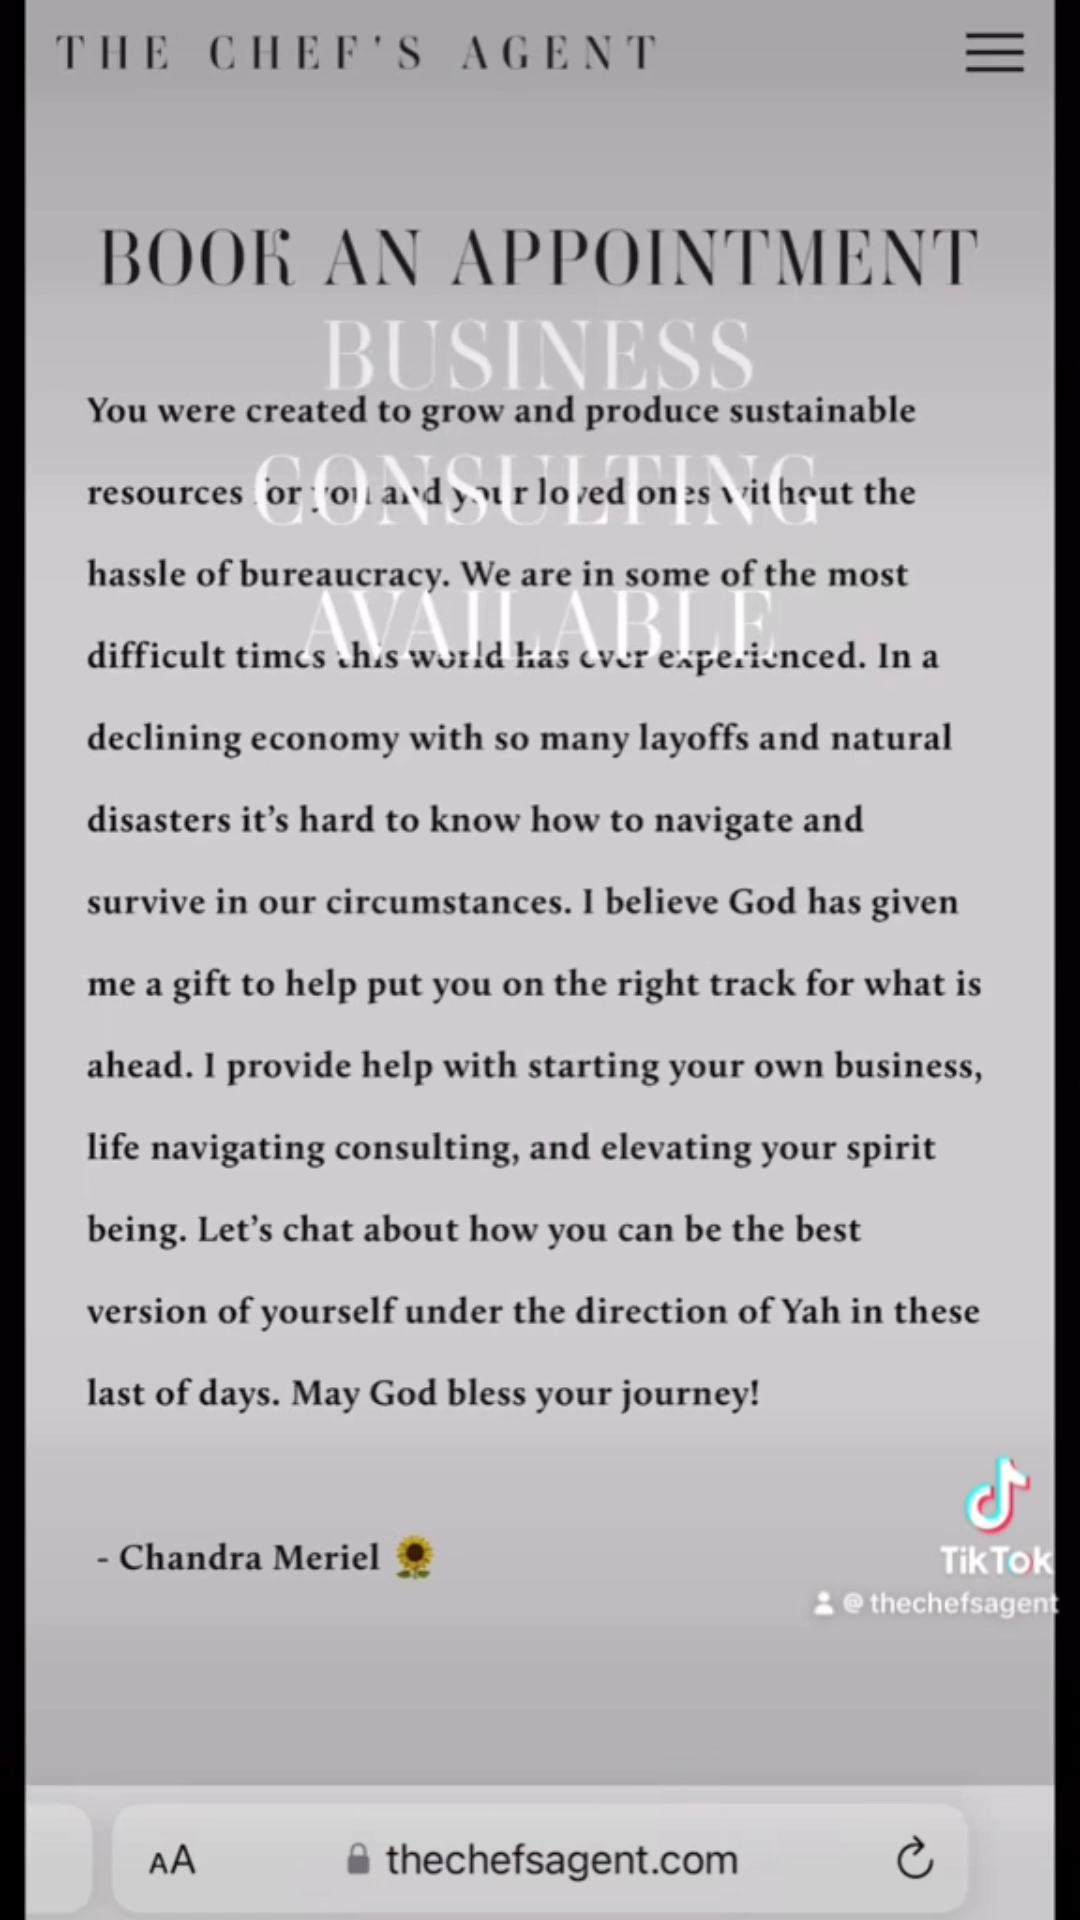 THE CHEF'S AGENT
BOOK AN APPOINTMENT
BUSINESS
You were created to grow and produce sustainable
CONSULTING
resources for you and your loved ones without the
hassle of bureaucracy. We are in some of the most
AVAILABLE
difficult times this world has ever experienced. In a
declining economy with so many layoffs and natural
disasters it’s hard to know how to navigate and
survive in our circumstances. I believe God has given
me a gift to help put you on the right track for what is
ahead. I provide help with starting your own business,
life navigating consulting, and elevating your spirit
being. Let’s chat about how you can be the best
version of yourself under the direction of Yah in these
last of days. May God bless your journey!
- Chandra Meriel 🌻
TikTok
@ thechefsagent
AA thechefsagent.com